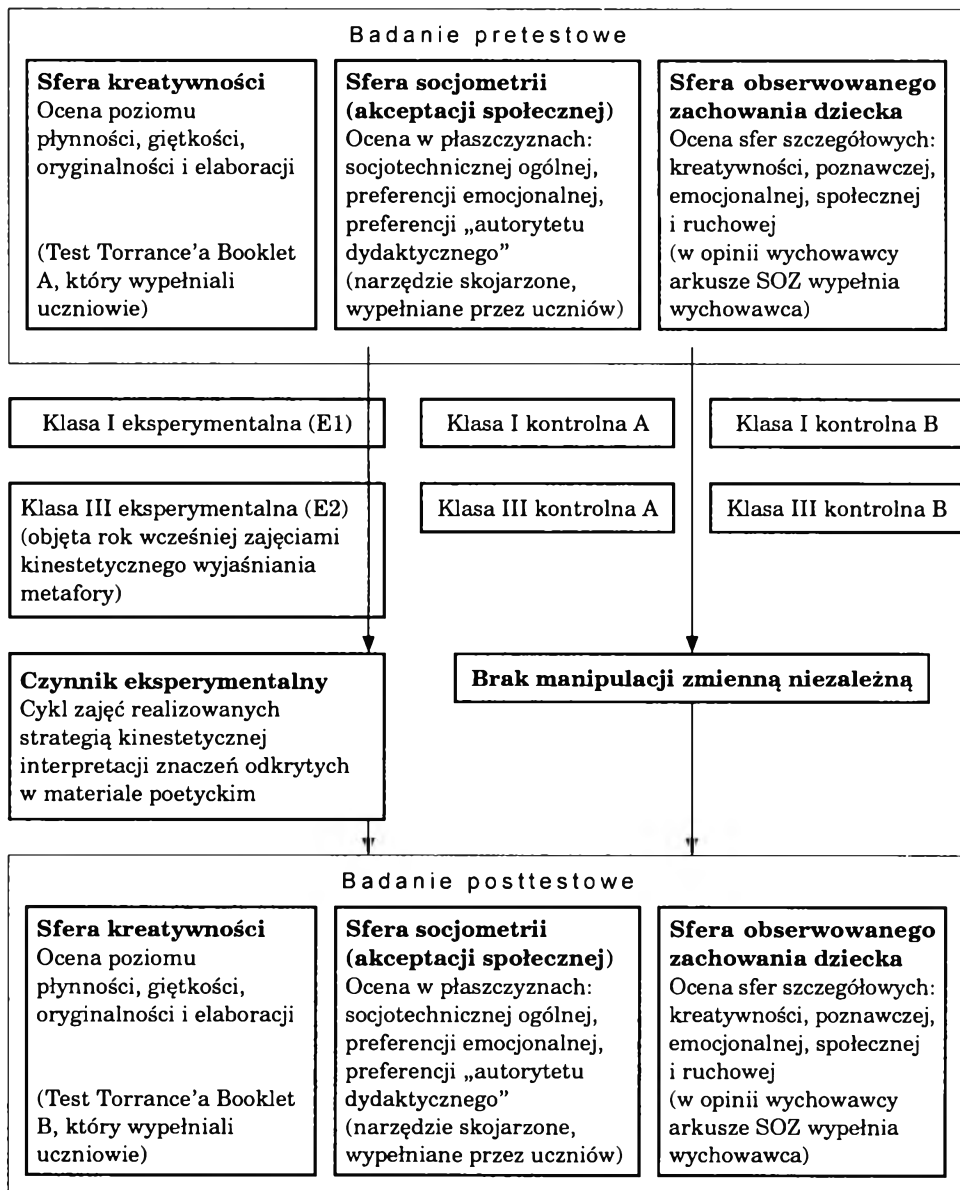 Badanie pretestowe
Sfera kreatywności
Ocena poziomu
płynności, giętkości,
oryginalności i elaboracji
(Test Torrance’a Booklet
A, który wypełniali
uczniowie)
Sfera socjometrii
(akceptacji społecznej)
Ocena w płaszczyznach:
socjotechnicznej ogólnej,
preferencji emocjonalnej,
preferencji „autorytetu
dydaktycznego”
(narzędzie skojarzone,
wypełniane przez uczniów)
Sfera obserwowanego
zachowania dziecka
Ocena sfer szczegółowych:
kreatywności, poznawczej,
emocjonalnej, społecznej
i ruchowej
(w opinii wychowawcy
arkusze SOZ wypełnia
wychowawca)
Klasa I eksperymentalna (E1)
Klasa I kontrolna A
Klasa I kontrolna B
Klasa III eksperymentalna (E2)
(objęta rok wcześniej zajęciami
kinestetycznego wyjaśniania
metafory)
Klasa III kontrolna A
Klasa III kontrolna B
Czynnik eksperymentalny
Cykl zajęć realizowanych
strategią kinestetycznej
interpretacji znaczeń odkrytych
w materiale poetyckim
Brak manipulacji zmienną niezależną
Badanie posttestowe
Sfera kreatywności
Ocena poziomu
płynności, giętkości,
oryginalności i elaboracji
(Test Torrance’a Booklet
B, który wypełniali
uczniowie)
Sfera socjometrii
(akceptacji społecznej)
Ocena w płaszczyznach:
socjotechnicznej ogólnej,
preferencji emocjonalnej,
preferencji „autorytetu
dydaktycznego”
(narzędzie skojarzone,
wypełniane przez uczniów)
Sfera obserwowanego
zachowania dziecka
Ocena sfer szczegółowych:
kreatywności, poznawczej,
emocjonalnej, społecznej
i ruchowej
(w opinii wychowawcy
arkusze SOZ wypełnia
wychowawca)